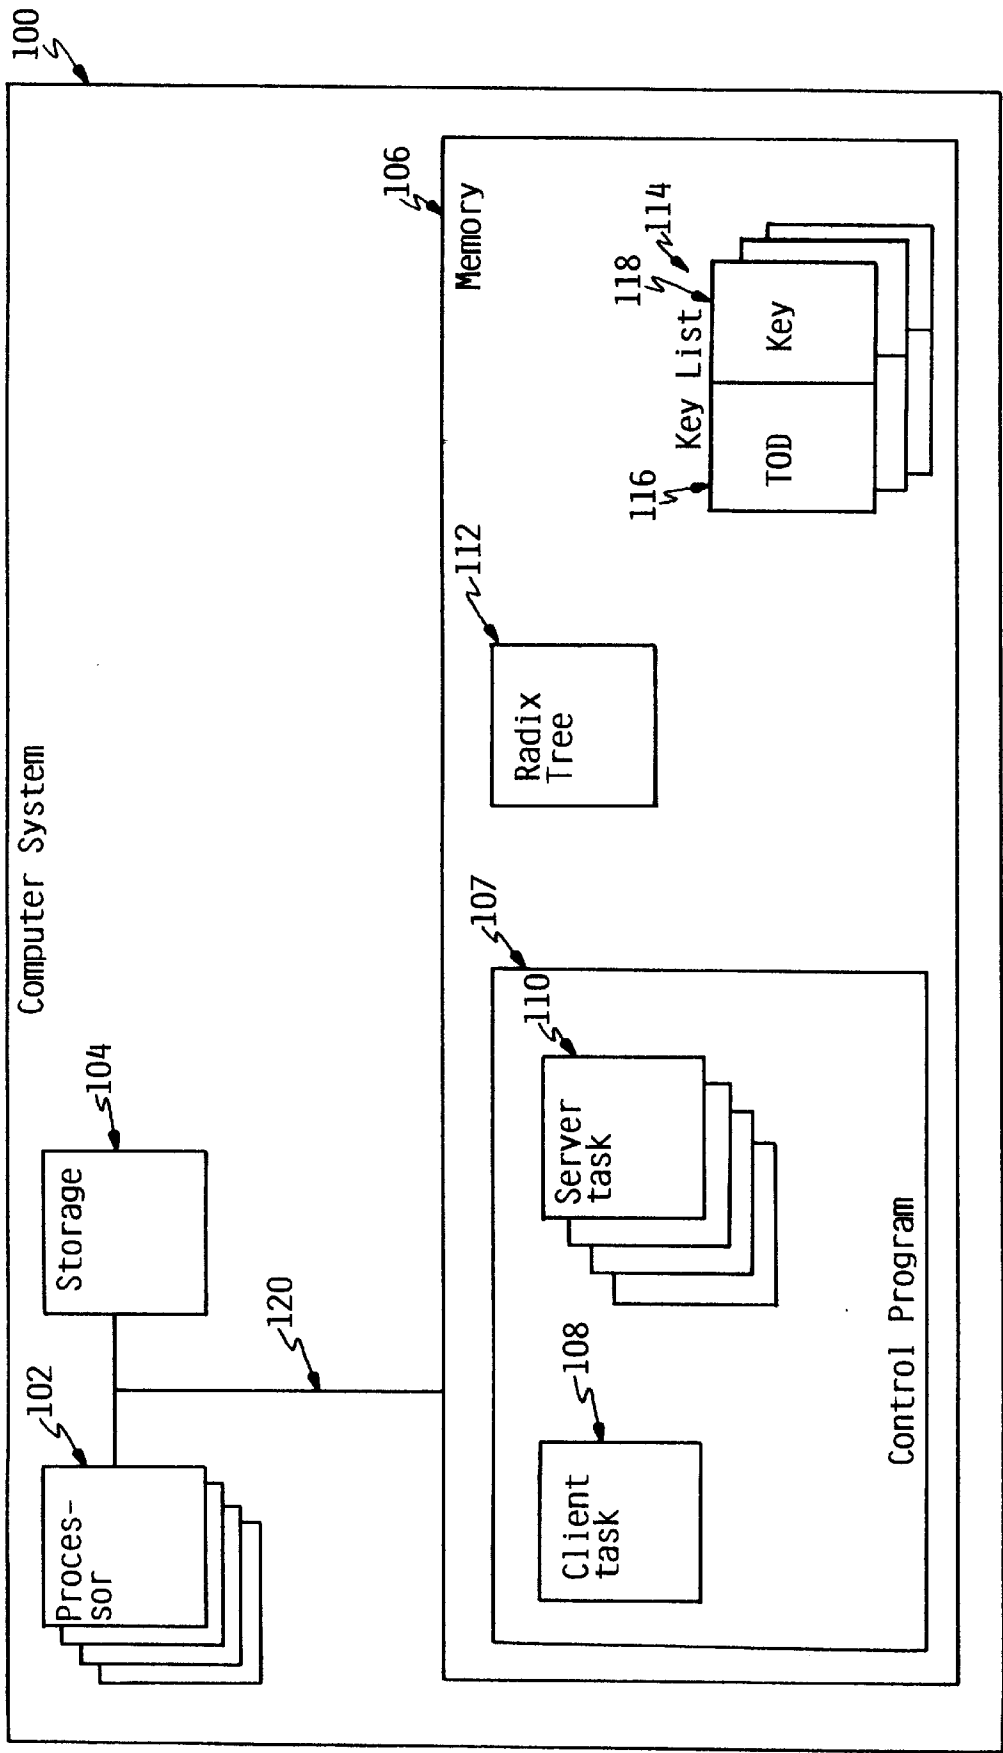 100
Computer System
Proces-
sor
102
Storage
104
120
106
Memory
107
Client
task
108
Server
task
110
Control Program
Radix
Tree
112
116
Key List
118
114
TOD
Key